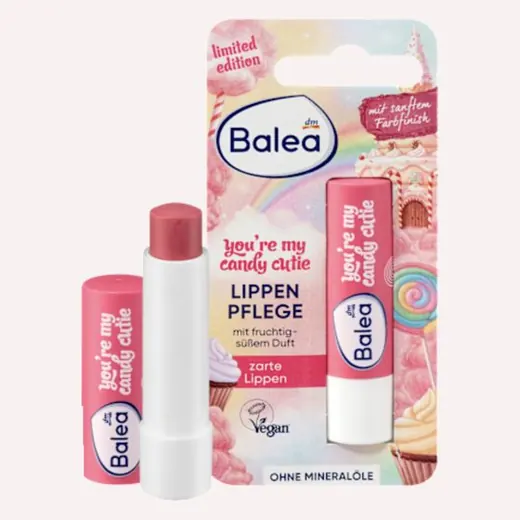 limited
edition
mit sanftem
Farbfinish
dm
Balea
You're my
candy cutie
LIPPEN
PFLEGE
mit fruchtig-
süßem Duft
zarte
Lippen
Vegan
OHNE MINERALÖLE
You're my
candy cutie
dm
Balea
You're my
candy cutie
dm
Balea